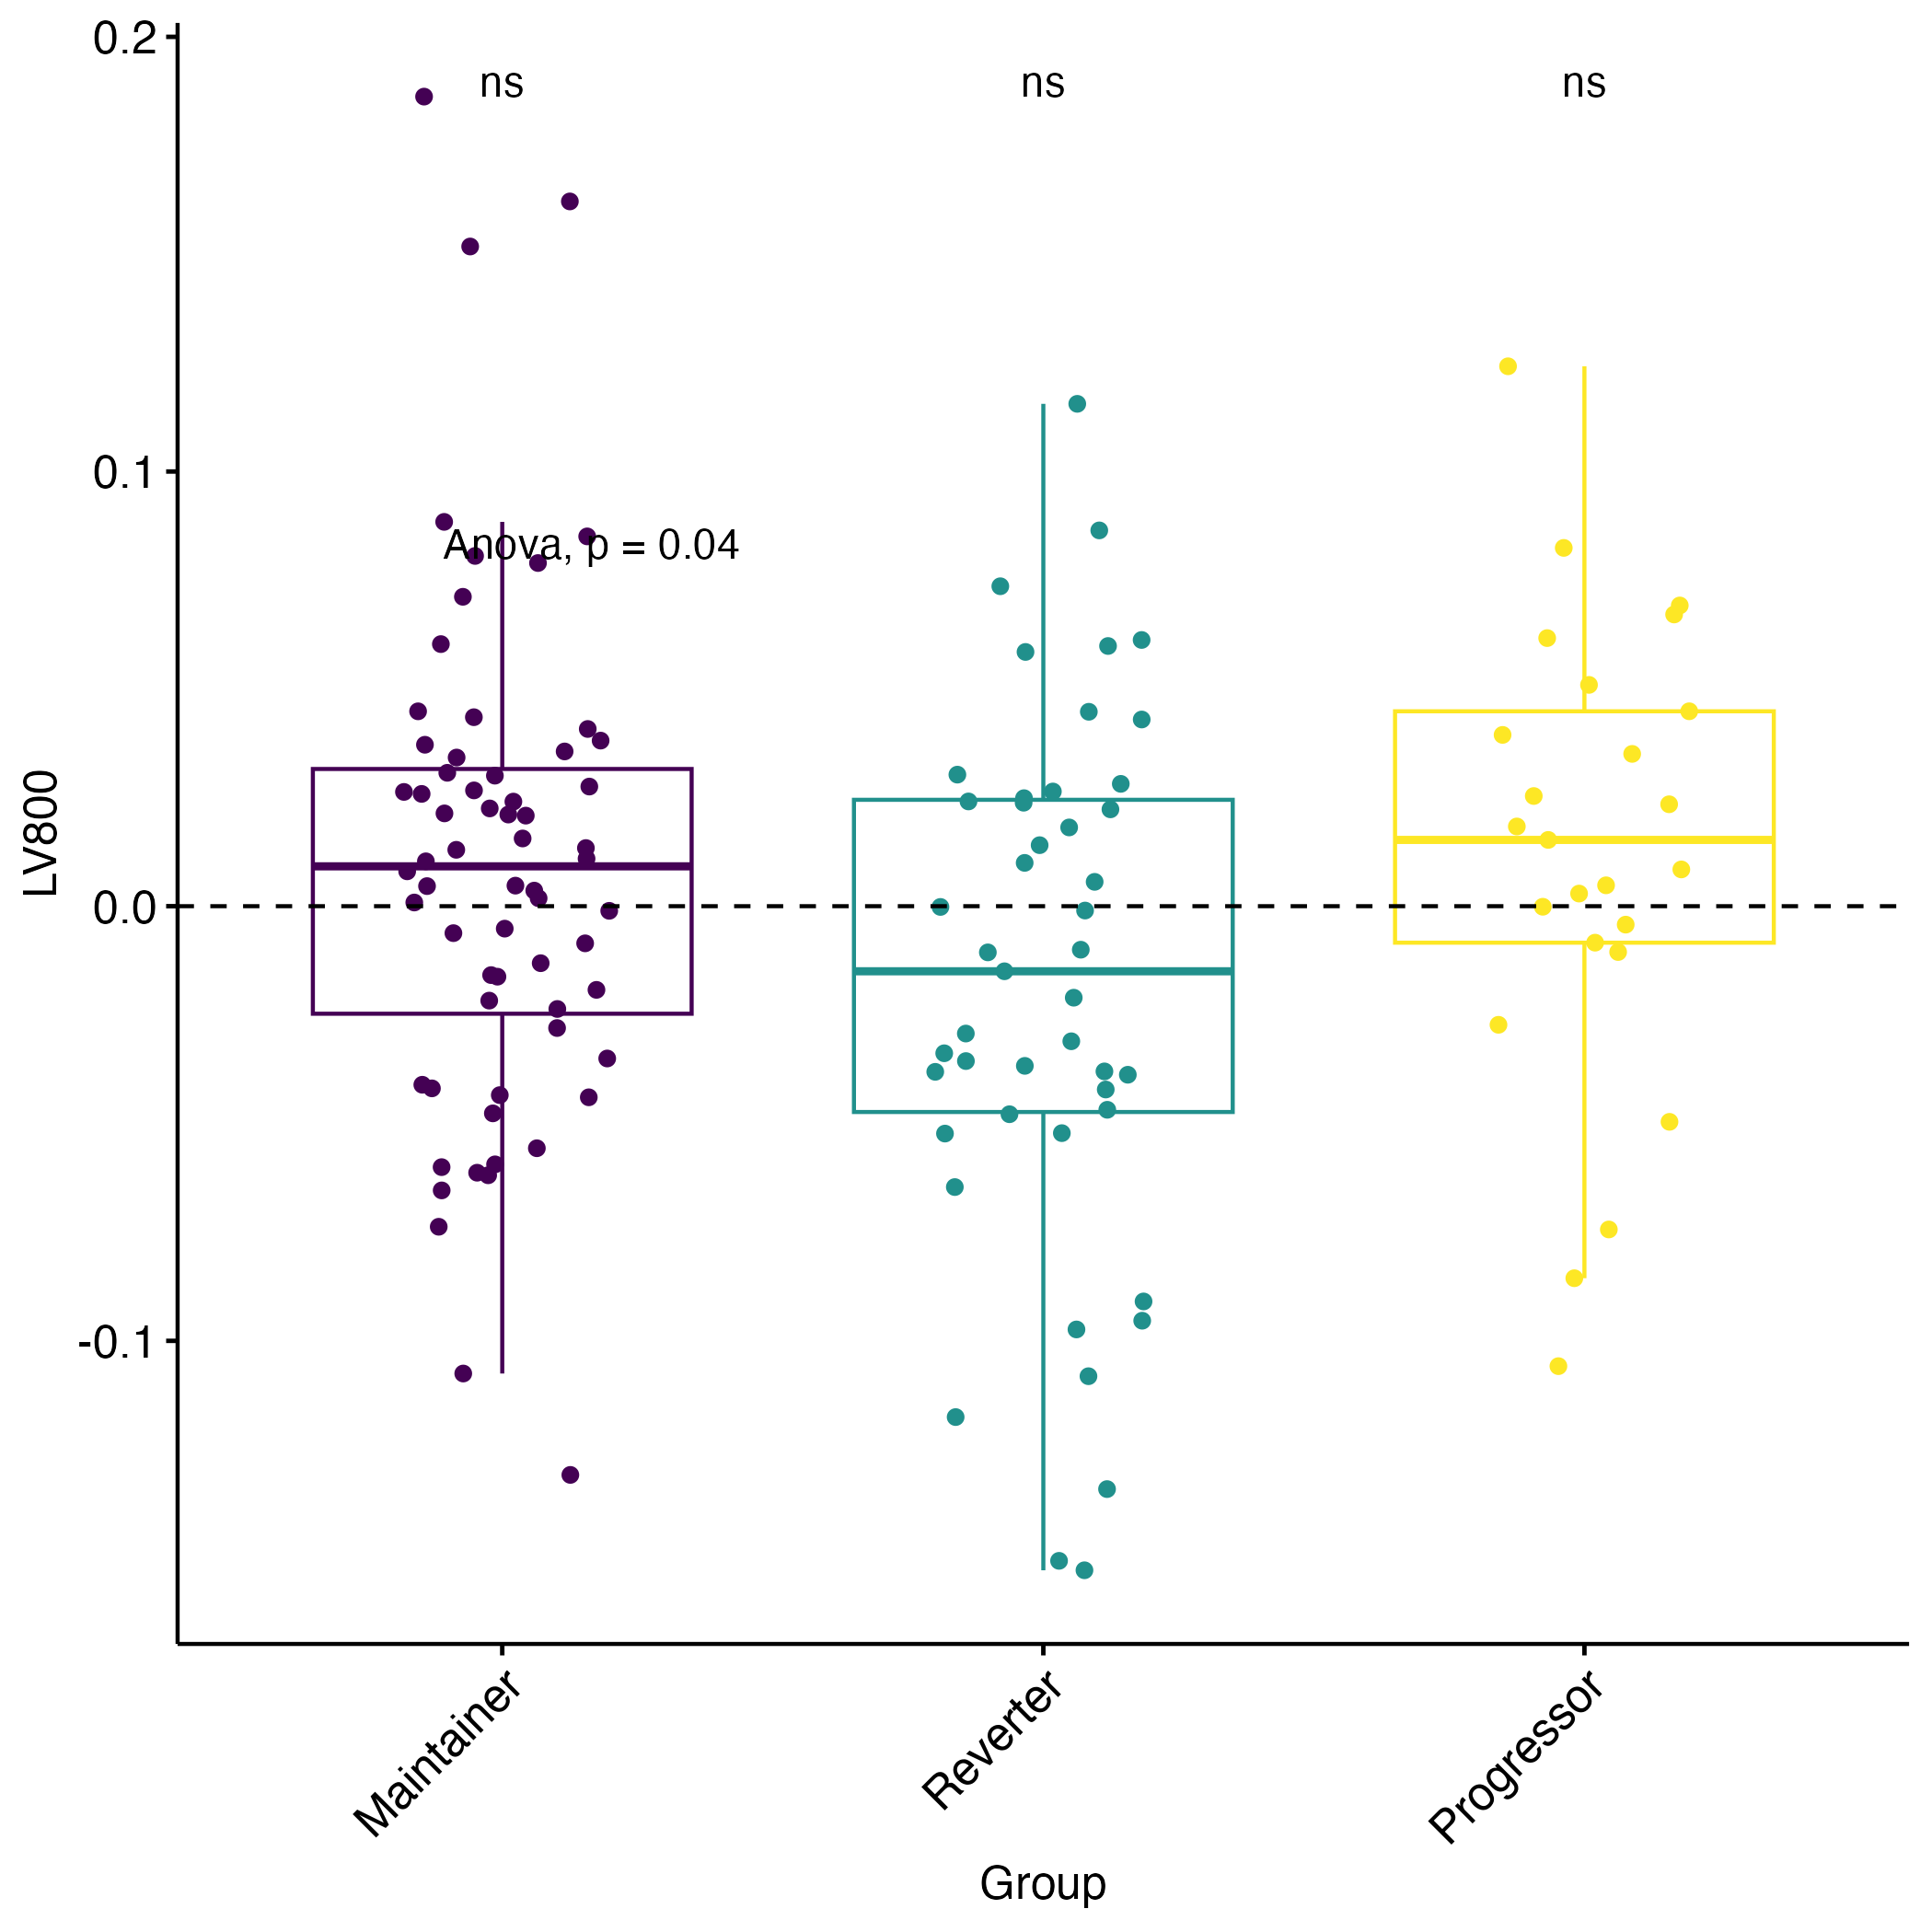 0.2
ns
ns
ns
0.1
Anova, p = 0.04
LV800
0.0
-0.1
Maintainer
Reverter
Progressor
Group